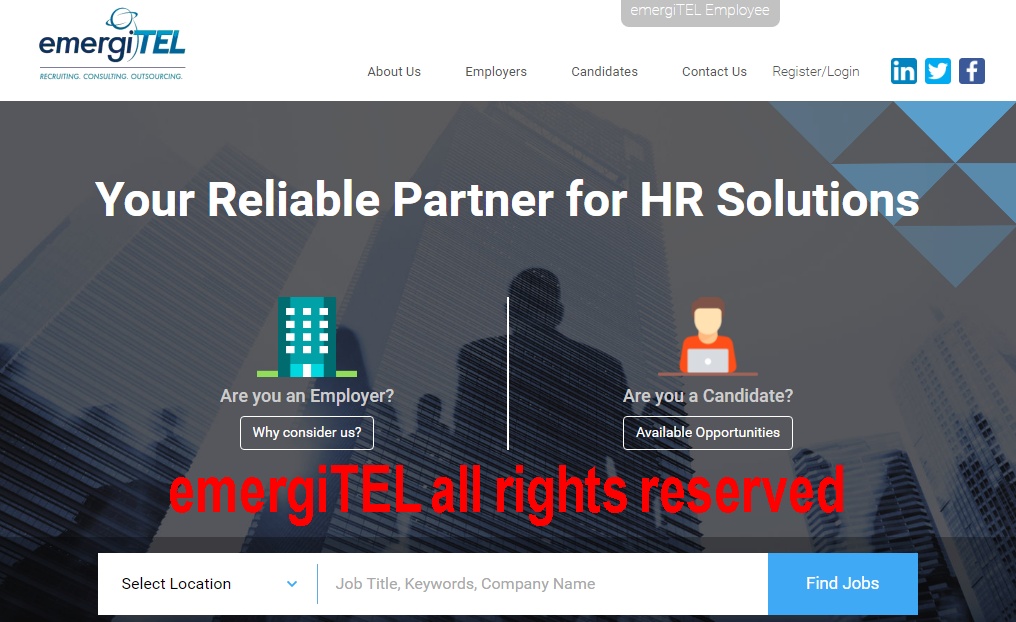 emergiTEL Employee
emergiTEL
RECRUITING. CONSULTING. OUTSOURCING.
About Us
Employers
Candidates
Contact Us
Register/Login
in
f
Your Reliable Partner for HR Solutions
Are you an Employer?
Why consider us?
Are you a Candidate?
Available Opportunities
emergiTEL all rights reserved
Select Location
Job Title, Keywords, Company Name
Find Jobs